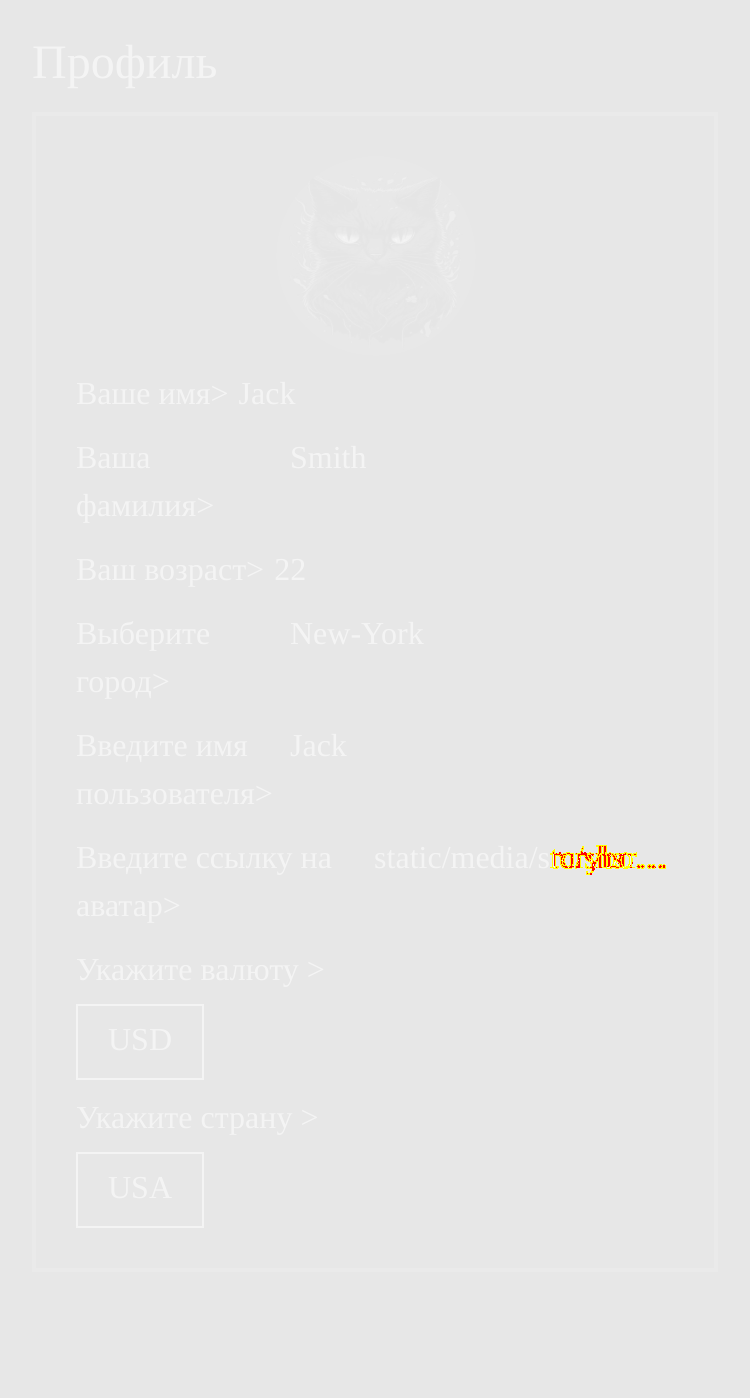 Профиль
Ваше имя> Jack
Ваша фамилия> Smith
Ваш возраст> 22
Выберите город> New-York
Введите имя пользователя> Jack
Введите ссылку на аватар> static/media/s
Укажите валюту >
USD
Укажите страну >
USA